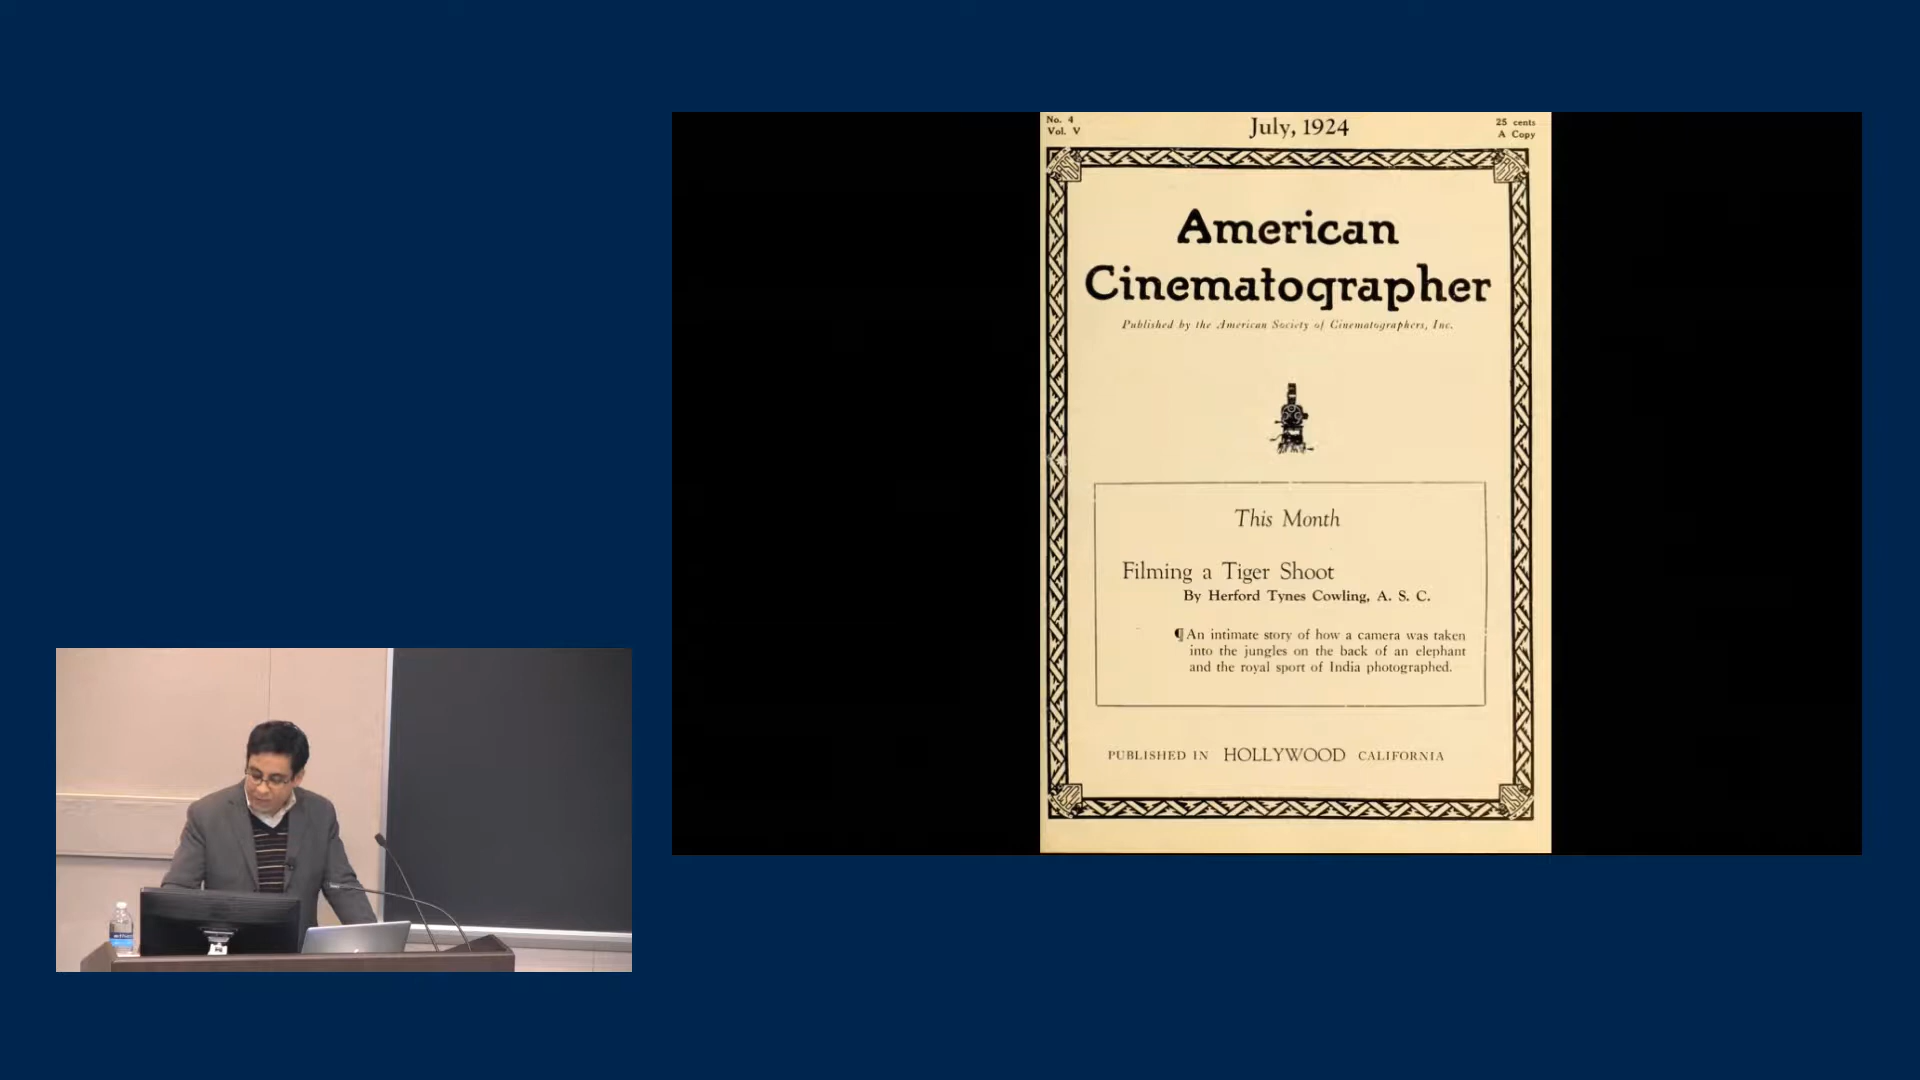 No. 4
Vol. V
July, 1924
25 cents
A Copy
American
Cinematographer
Published by the American Society of Cinematographers, Inc.
This Month
Filming a Tiger Shoot
By Herford Tynes Cowling, A. S. C.
¶ An intimate story of how a camera was taken
into the jungles on the back of an elephant
and the royal sport of India photographed.
PUBLISHED IN HOLLYWOOD CALIFORNIA